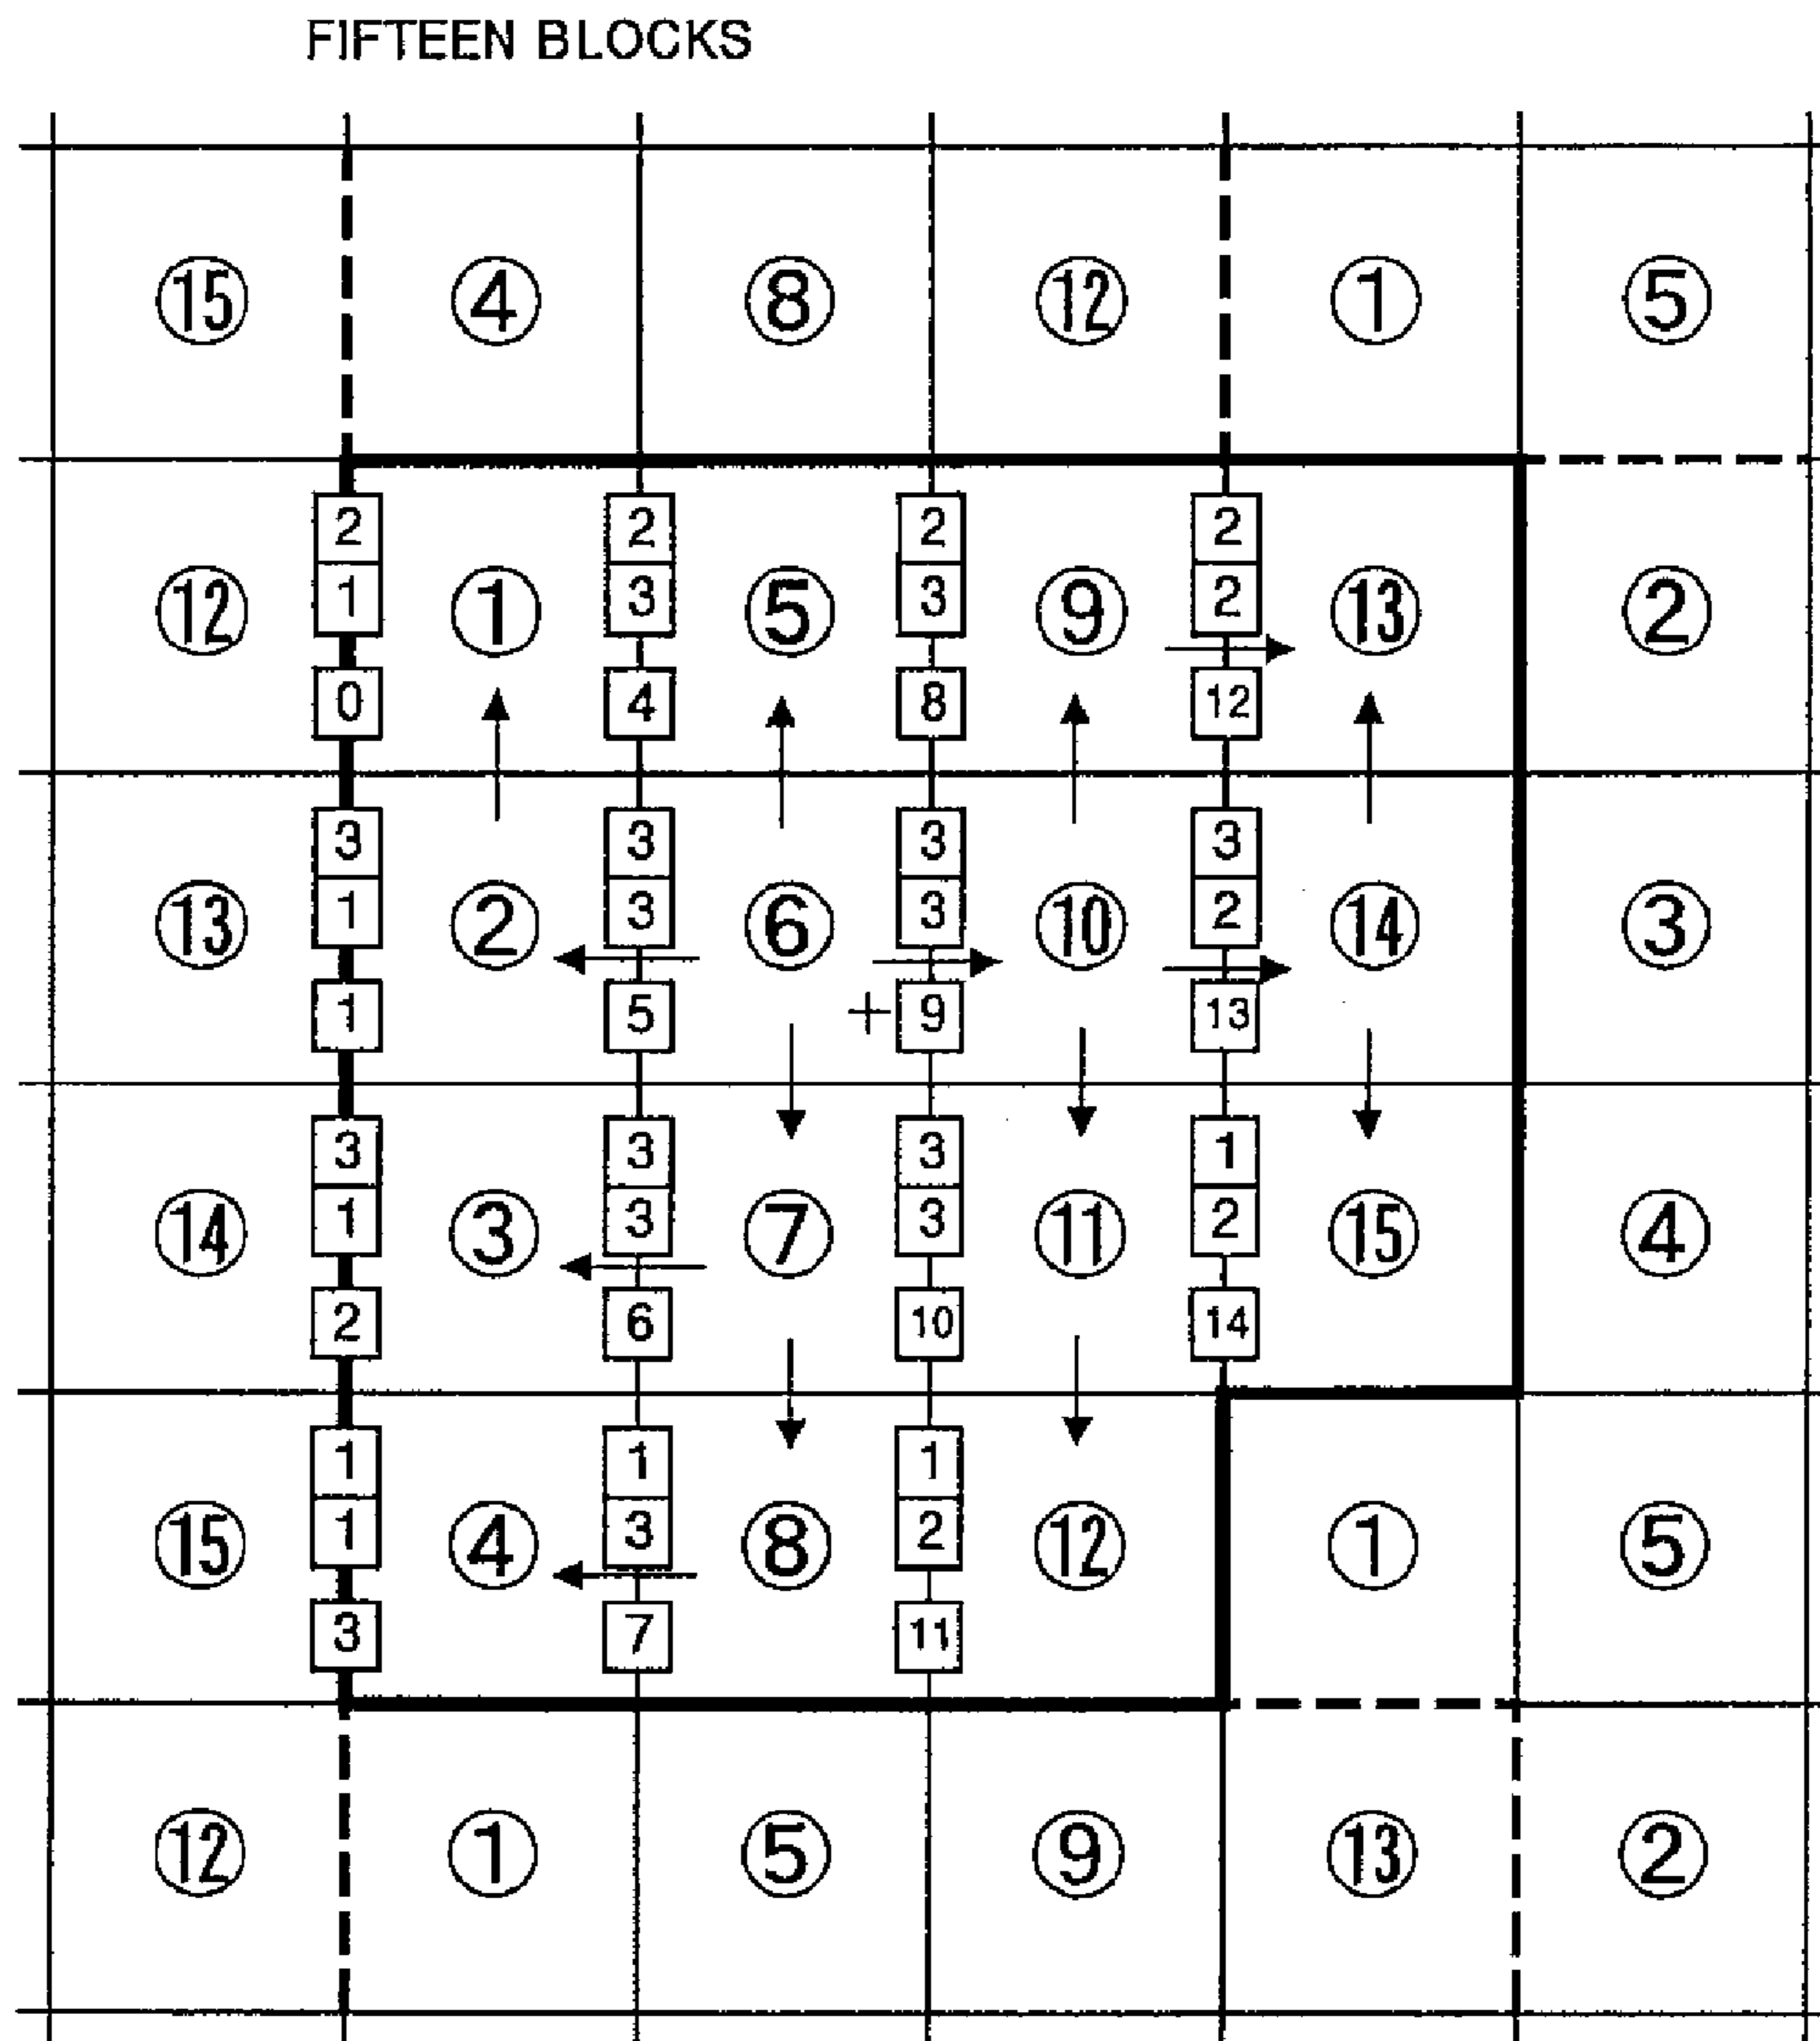 FIFTEEN BLOCKS
⑮ ④ ⑧ ⑫ ① ⑤
2 2 2 2
⑫ 1 ① 3 ⑤ 3 ⑨ 2 ⑬ ②
0 4 8 12
3 3 3 3
⑬ 1 ② 3 ⑥ 3 ⑩ 2 ⑭ ③
1 5 + 9 13
3 3 3 1
⑭ 1 ③ 3 ⑦ 3 ⑪ 2 ⑮ ④
2 6 10 14
1 1 1
⑮ 1 ④ 3 ⑧ 2 ⑫ ① ⑤
3 7 11
⑫ ① ⑤ ⑨ ⑬ ②